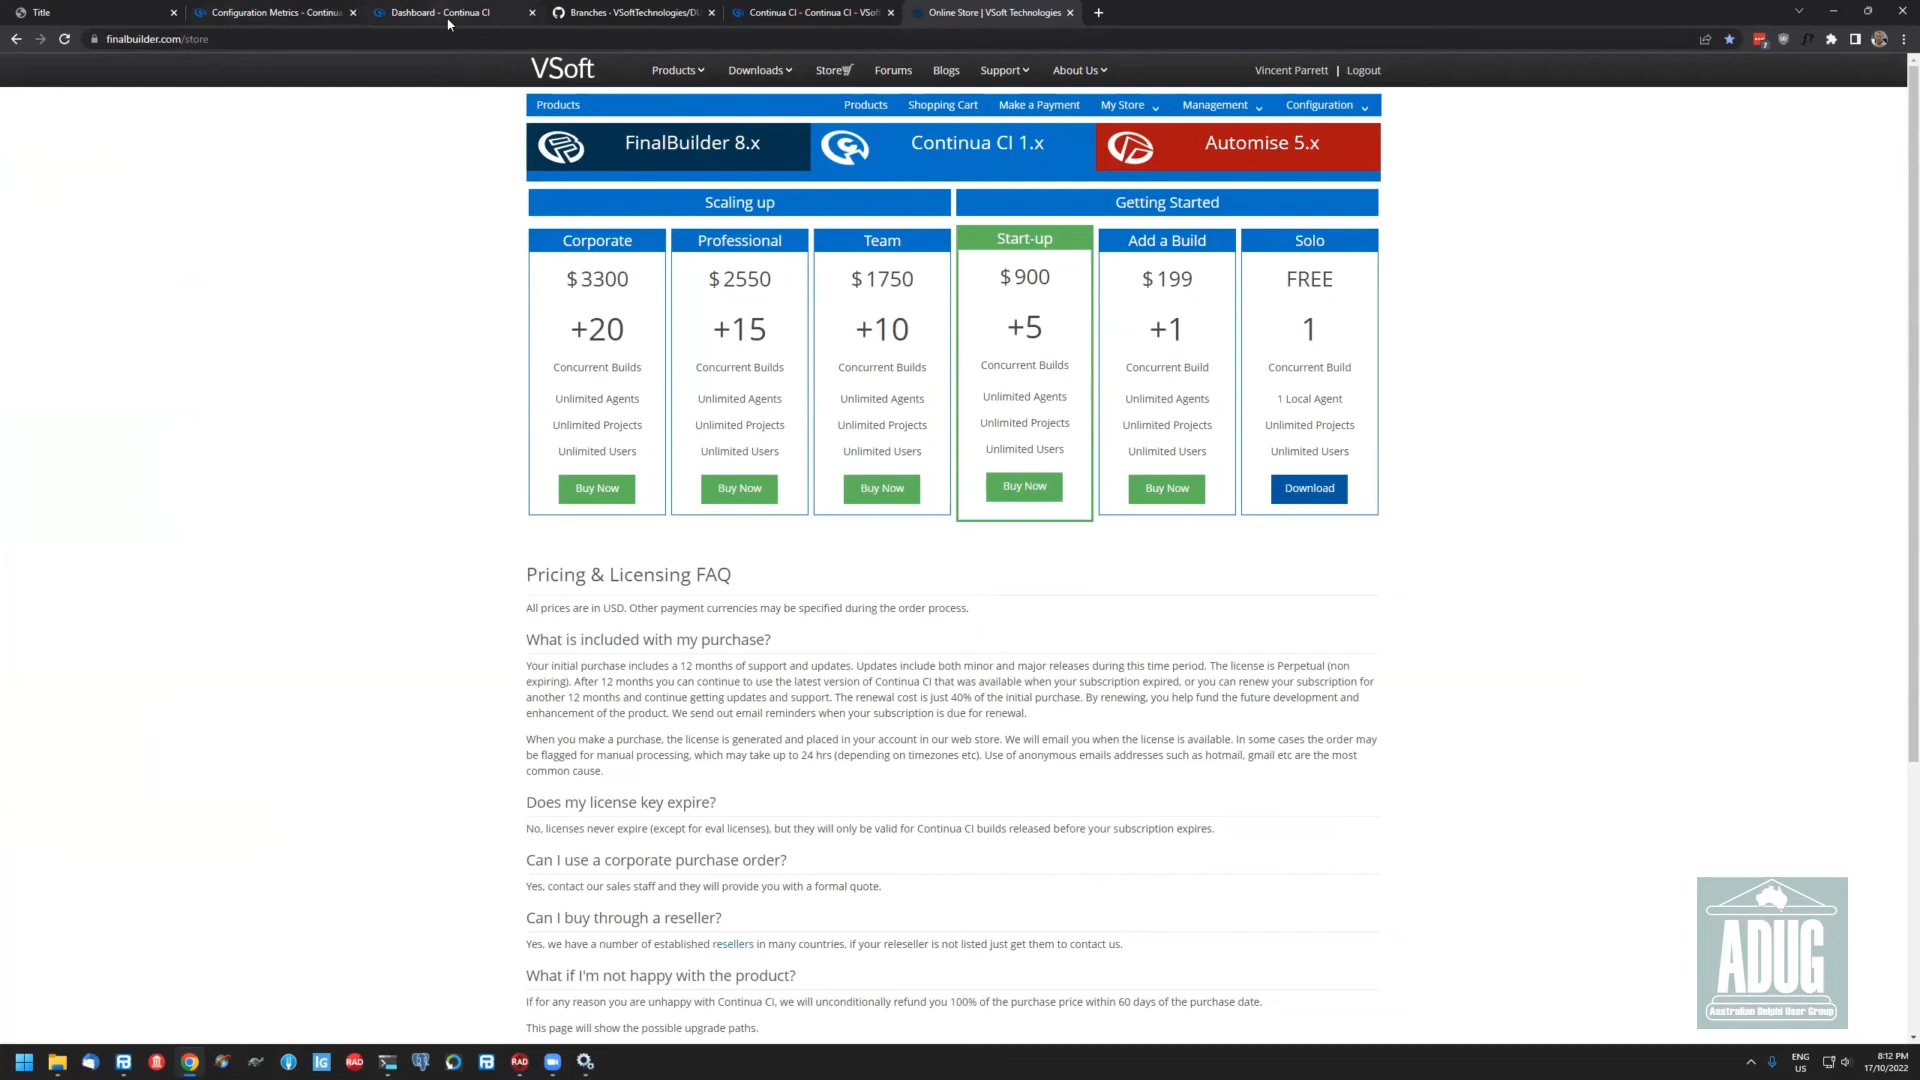 Title
Configuration Metrics - Continua
Dashboard - Continua CI
Branches · VSoftTechnologies/DU
Continua CI - Continua CI - VSoft
Online Store | VSoft Technologies
finalbuilder.com/store
VSoft
Products
Downloads
Store
Forums
Blogs
Support
About Us
Vincent Parrett | Logout
Products
Products
Shopping Cart
Make a Payment
My Store
Management
Configuration
FinalBuilder 8.x
Continua CI 1.x
Automise 5.x
Scaling up
Getting Started
Corporate
$3300
+20
Concurrent Builds
Unlimited Agents
Unlimited Projects
Unlimited Users
Buy Now
Professional
$2550
+15
Concurrent Builds
Unlimited Agents
Unlimited Projects
Unlimited Users
Buy Now
Team
$1750
+10
Concurrent Builds
Unlimited Agents
Unlimited Projects
Unlimited Users
Buy Now
Start-up
$900
+5
Concurrent Builds
Unlimited Agents
Unlimited Projects
Unlimited Users
Buy Now
Add a Build
$199
+1
Concurrent Build
Unlimited Agents
Unlimited Projects
Unlimited Users
Buy Now
Solo
FREE
1
Concurrent Build
1 Local Agent
Unlimited Projects
Unlimited Users
Download
Pricing & Licensing FAQ
All prices are in USD. Other payment currencies may be specified during the order process.
What is included with my purchase?
Your initial purchase includes a 12 months of support and updates. Updates include both minor and major releases during this time period. The license is Perpetual (non
expiring). After 12 months you can continue to use the latest version of Continua CI that was available when your subscription expired, or you can renew your subscription for
another 12 months and continue getting updates and support. The renewal cost is just 40% of the initial purchase. By renewing, you help fund the future development and
enhancement of the product. We send out email reminders when your subscription is due for renewal.
When you make a purchase, the license is generated and placed in your account in our web store. We will email you when the license is available. In some cases the order may
be flagged for manual processing, which may take up to 24 hrs (depending on timezones etc). Use of anonymous emails addresses such as hotmail, gmail etc are the most
common cause.
Does my license key expire?
No, licenses never expire (except for eval licenses), but they will only be valid for Continua CI builds released before your subscription expires.
Can I use a corporate purchase order?
Yes, contact our sales staff and they will provide you with a formal quote.
Can I buy through a reseller?
Yes, we have a number of established resellers in many countries, if your releseller is not listed just get them to contact us.
What if I'm not happy with the product?
If for any reason you are unhappy with Continua CI, we will unconditionally refund you 100% of the purchase price within 60 days of the purchase date.
This page will show the possible upgrade paths.
ADUG
Australian Delphi User Group
IG
RAD
RAD
ENG
US
8:12 PM
17/10/2022